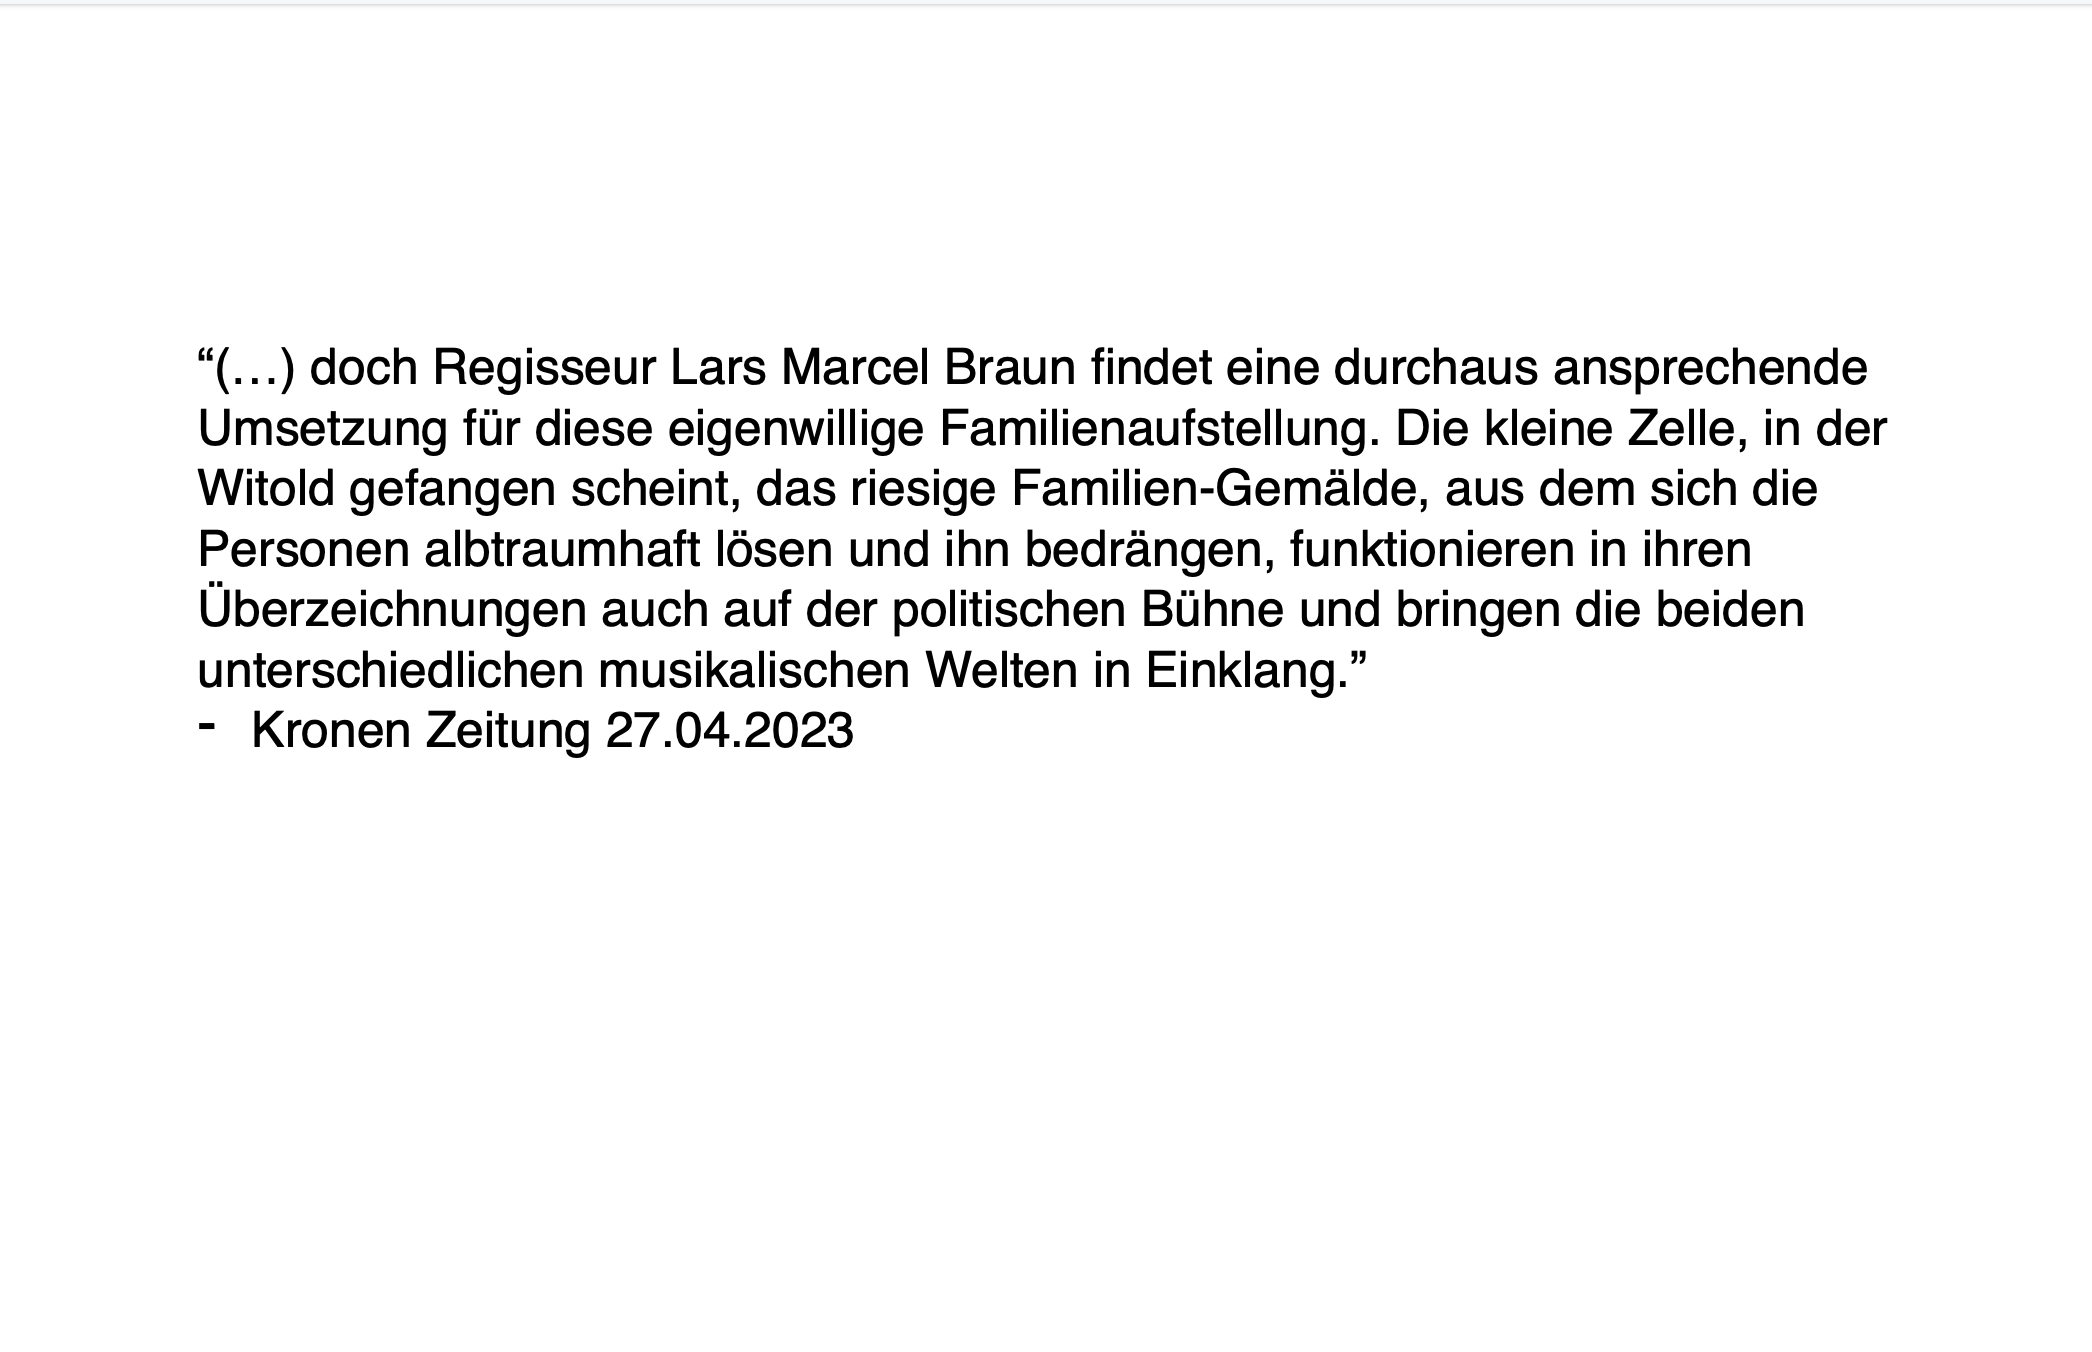 “(…) doch Regisseur Lars Marcel Braun findet eine durchaus ansprechende
Umsetzung für diese eigenwillige Familienaufstellung. Die kleine Zelle, in der
Witold gefangen scheint, das riesige Familien-Gemälde, aus dem sich die
Personen albtraumhaft lösen und ihn bedrängen, funktionieren in ihren
Überzeichnungen auch auf der politischen Bühne und bringen die beiden
unterschiedlichen musikalischen Welten in Einklang.”
- Kronen Zeitung 27.04.2023